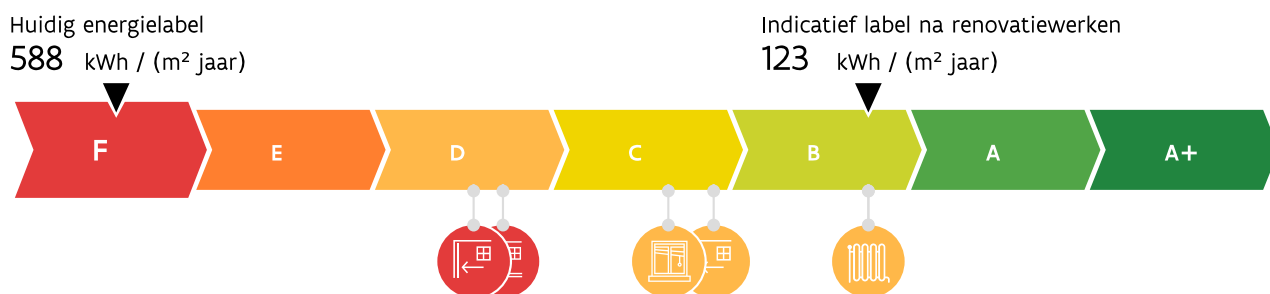 Huidig energielabel
588 kWh / (m² jaar)
Indicatief label na renovatiewerken
123 kWh / (m² jaar)
F E D C B A A+